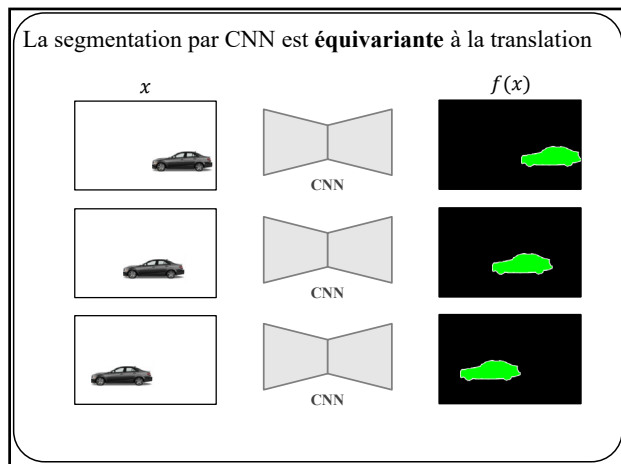 La segmentation par CNN est équivariante à la translation
x
f(x)
CNN
CNN
CNN